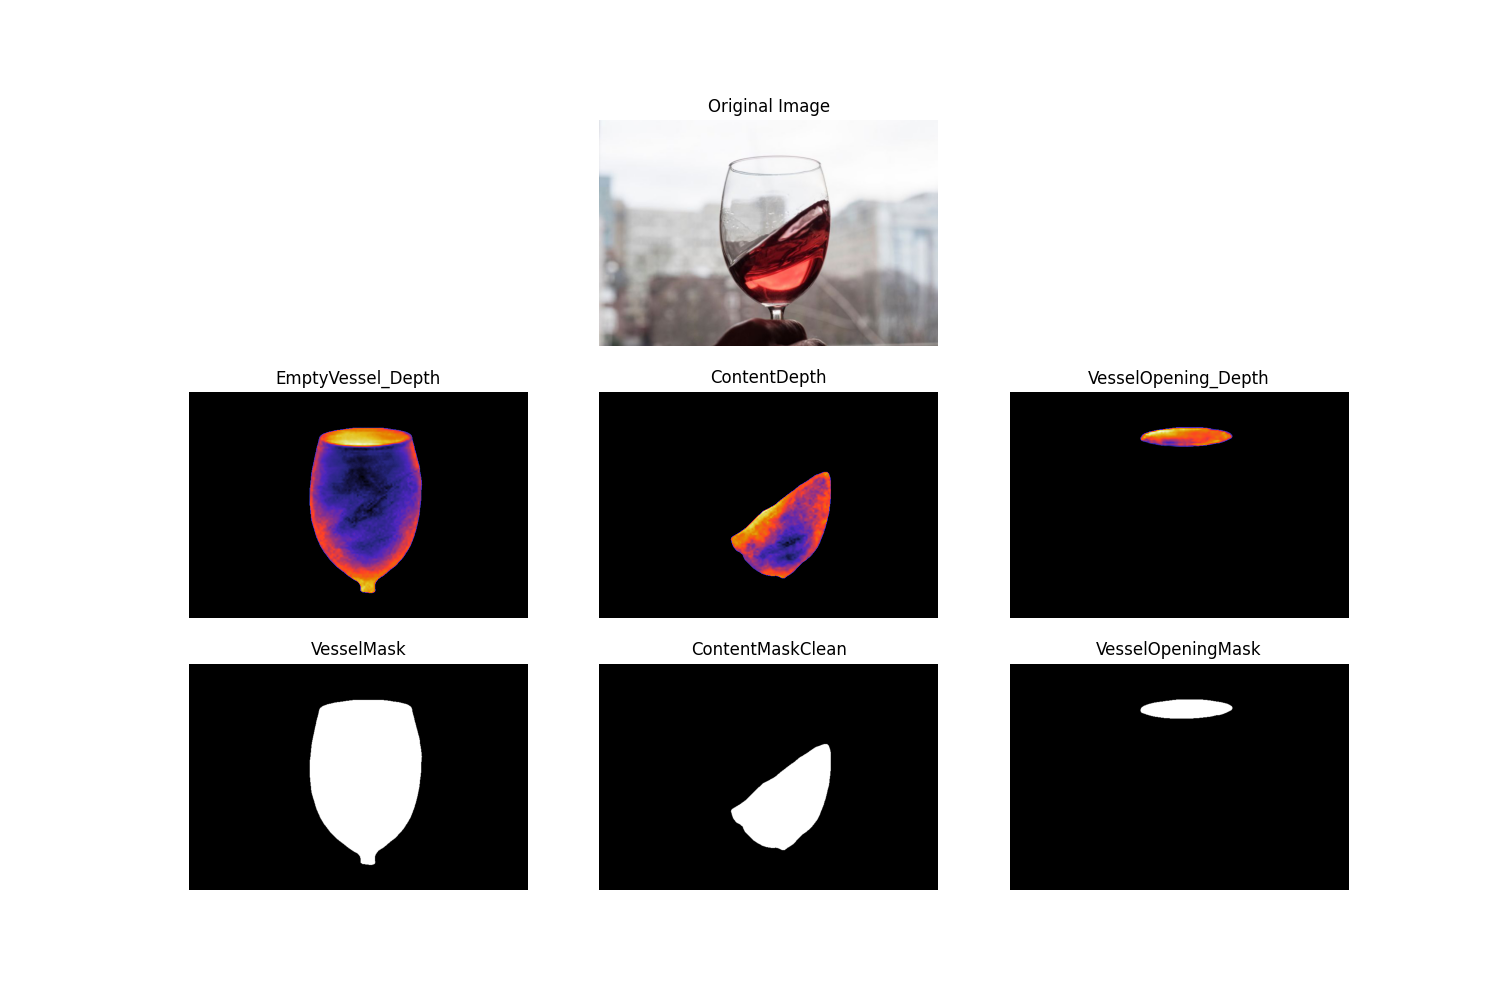 Original Image
EmptyVessel_Depth
ContentDepth
VesselOpening_Depth
VesselMask
ContentMaskClean
VesselOpeningMask